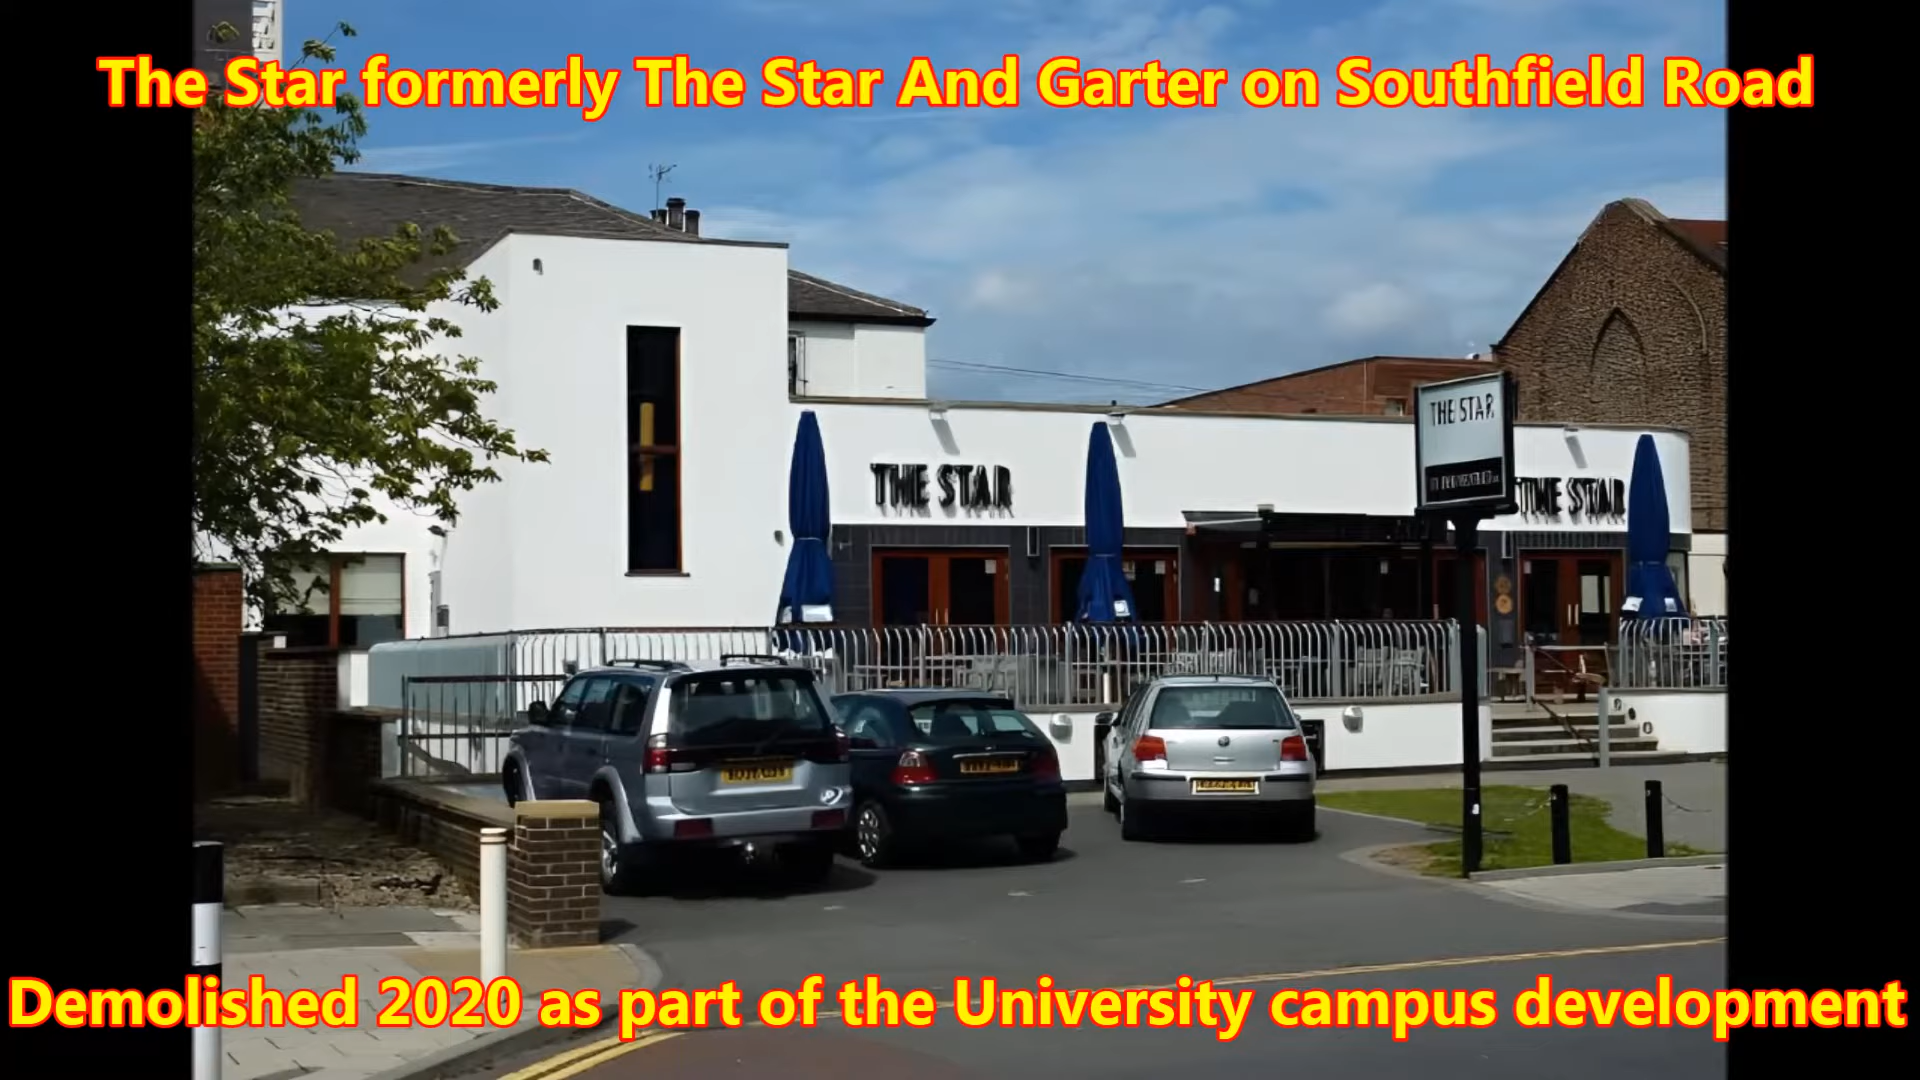 The Star formerly The Star And Garter on Southfield Road
THE STAR
THE STAR
THE STAR
Demolished 2020 as part of the University campus development